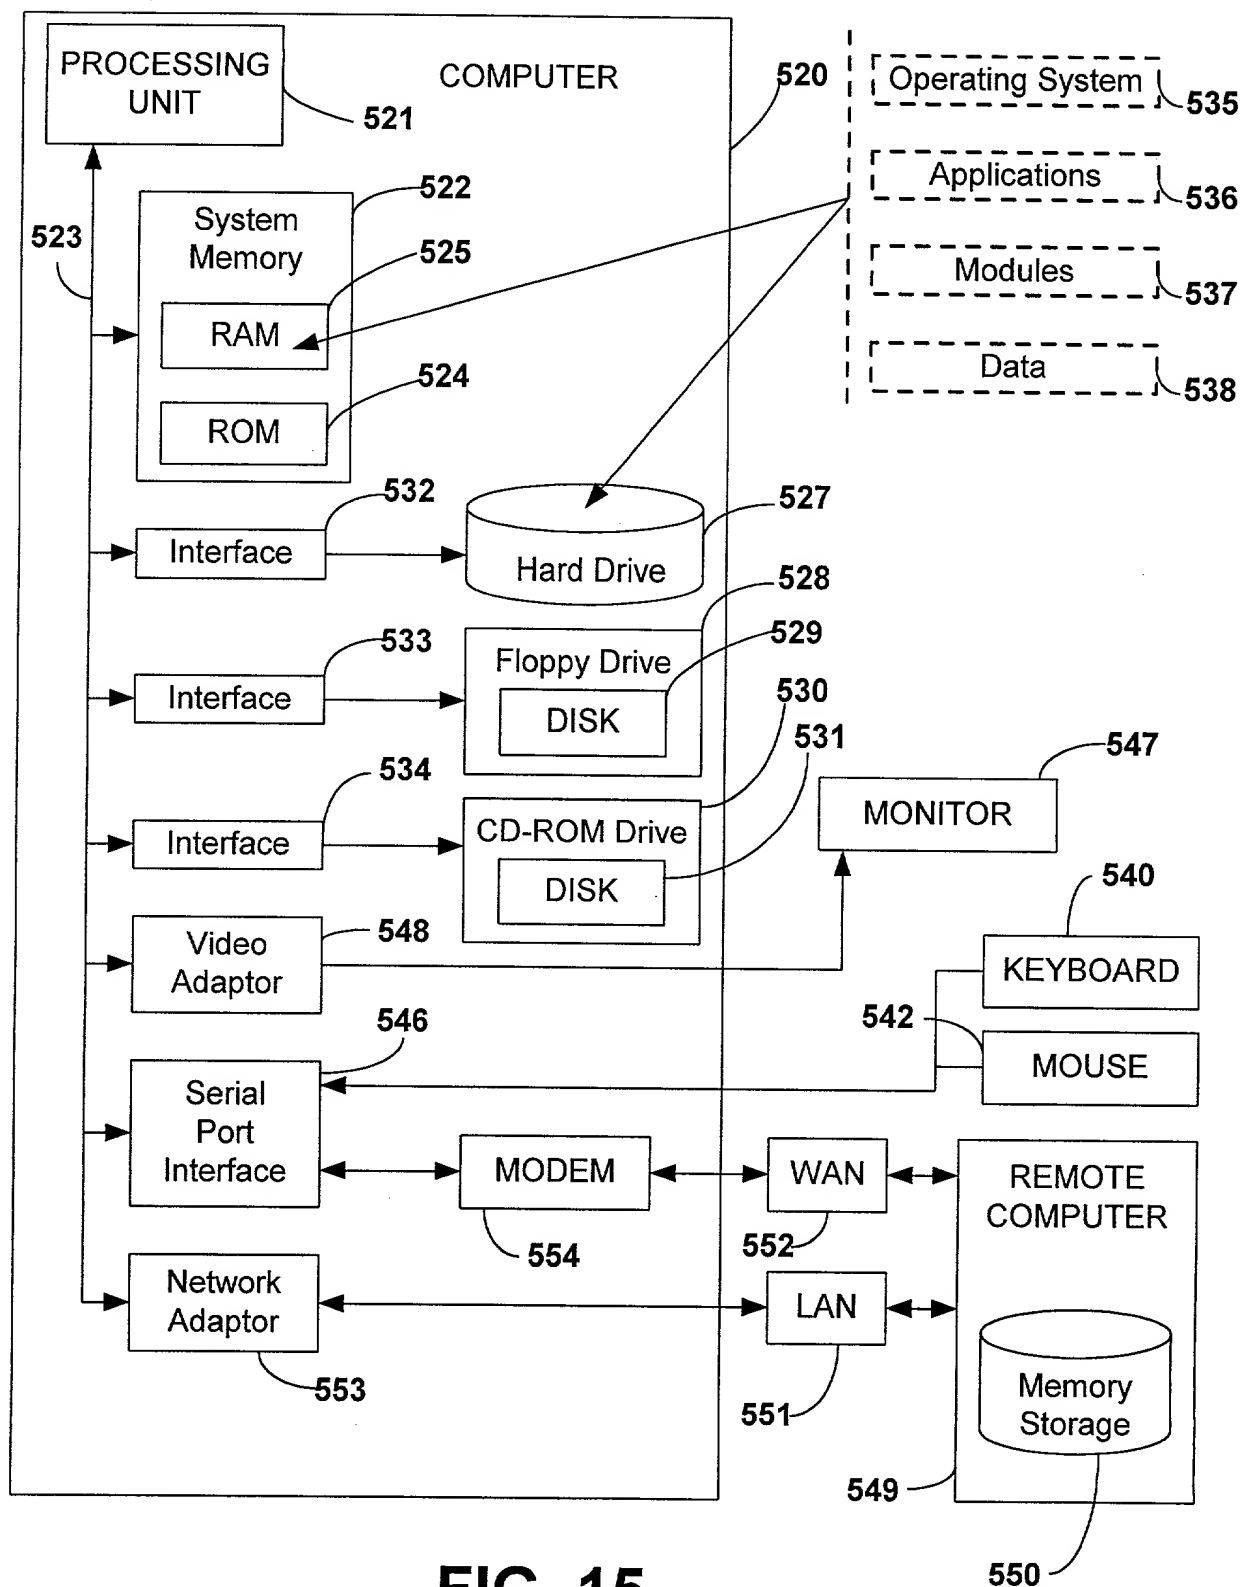 PROCESSING
UNIT
521
COMPUTER
520
Operating System
535
Applications
536
Modules
537
Data
538
523
522
System
Memory
525
RAM
524
ROM
532
Interface
527
Hard Drive
528
533
Interface
Floppy Drive
529
DISK
530
531
534
Interface
CD-ROM Drive
DISK
547
MONITOR
540
KEYBOARD
548
Video
Adaptor
542
MOUSE
546
Serial
Port
Interface
MODEM
554
WAN
552
REMOTE
COMPUTER
Network
Adaptor
553
LAN
551
Memory
Storage
549
550
FIG. 15